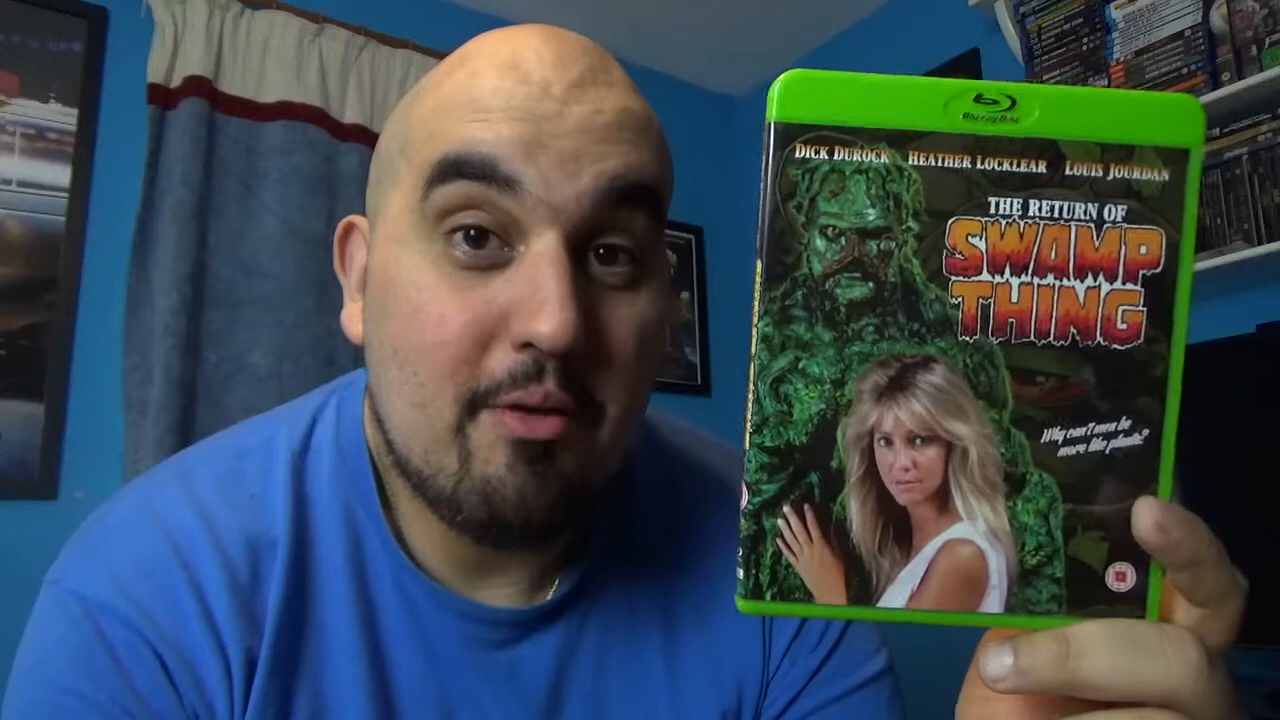 Blu-ray Disc
DICK DUROCK HEATHER LOCKLEAR LOUIS JOURDAN
THE RETURN OF
SWAMP
THING
Why can't men be
more like plants?